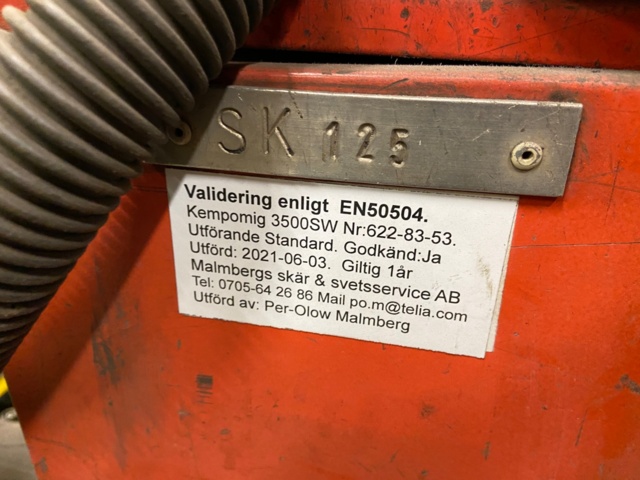 SK 125
Validering enligt EN50504.
Kempomig 3500SW Nr:622-83-53.
Utförande Standard. Godkänd:Ja
Utförd: 2021-06-03. Giltig 1år
Malmbergs skär & svetsservice AB
Tel: 0705-64 26 86 Mail po.m@telia.com
Utförd av: Per-Olow Malmberg